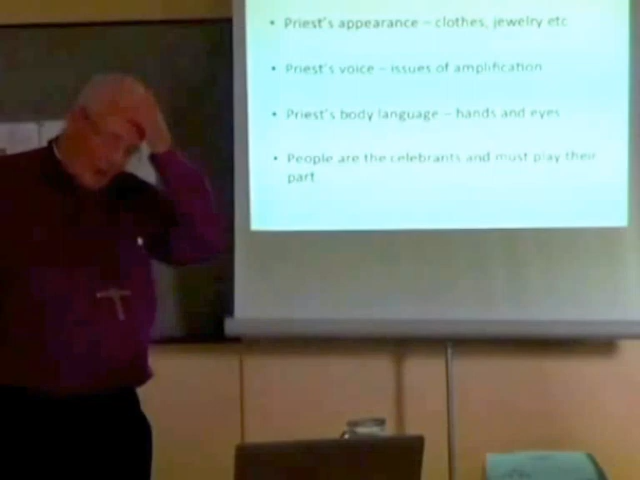 • Priest's appearance – clothes, jewelry etc
• Priest's voice – issues of amplification
• Priest's body language – hands and eyes
• People are the celebrants and must play their
part